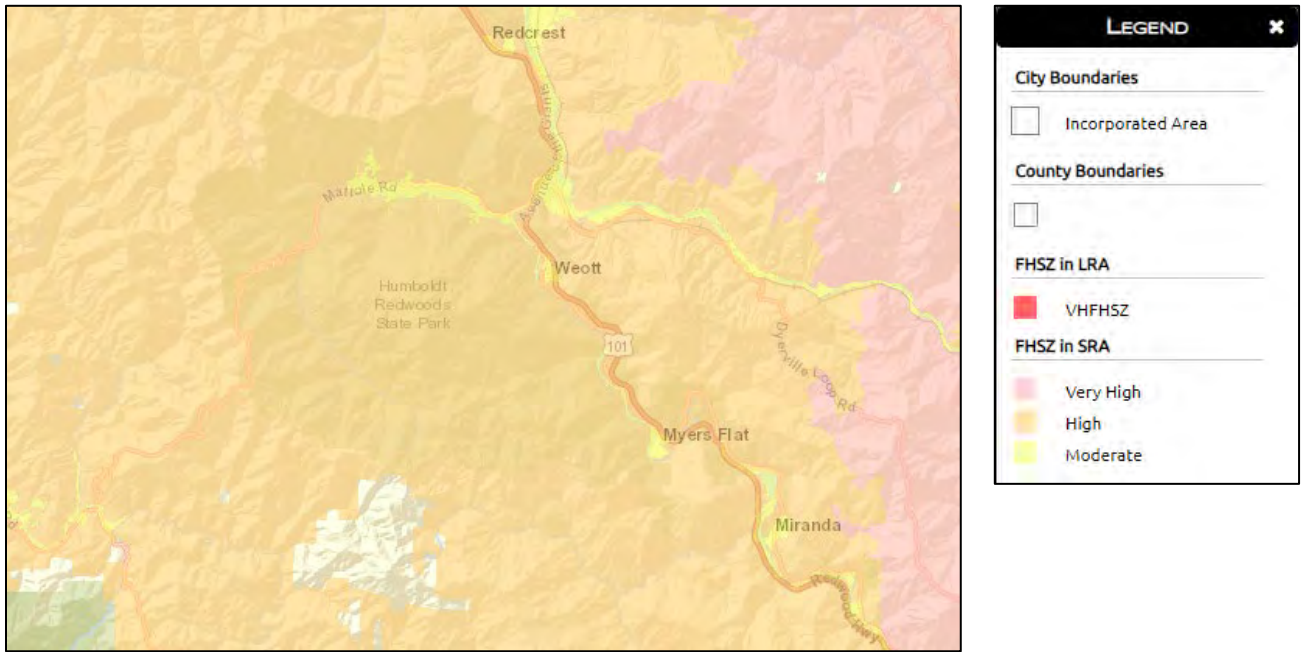 Redcrest
Avenue of the Giants
Mattole Rd
Weott
Humboldt
Redwoods
State Park
101
Dyerville Loop Rd
Myers Flat
Miranda
Redwood Hwy
LEGEND
City Boundaries
Incorporated Area
County Boundaries
FHSZ in LRA
VHFHSZ
FHSZ in SRA
Very High
High
Moderate